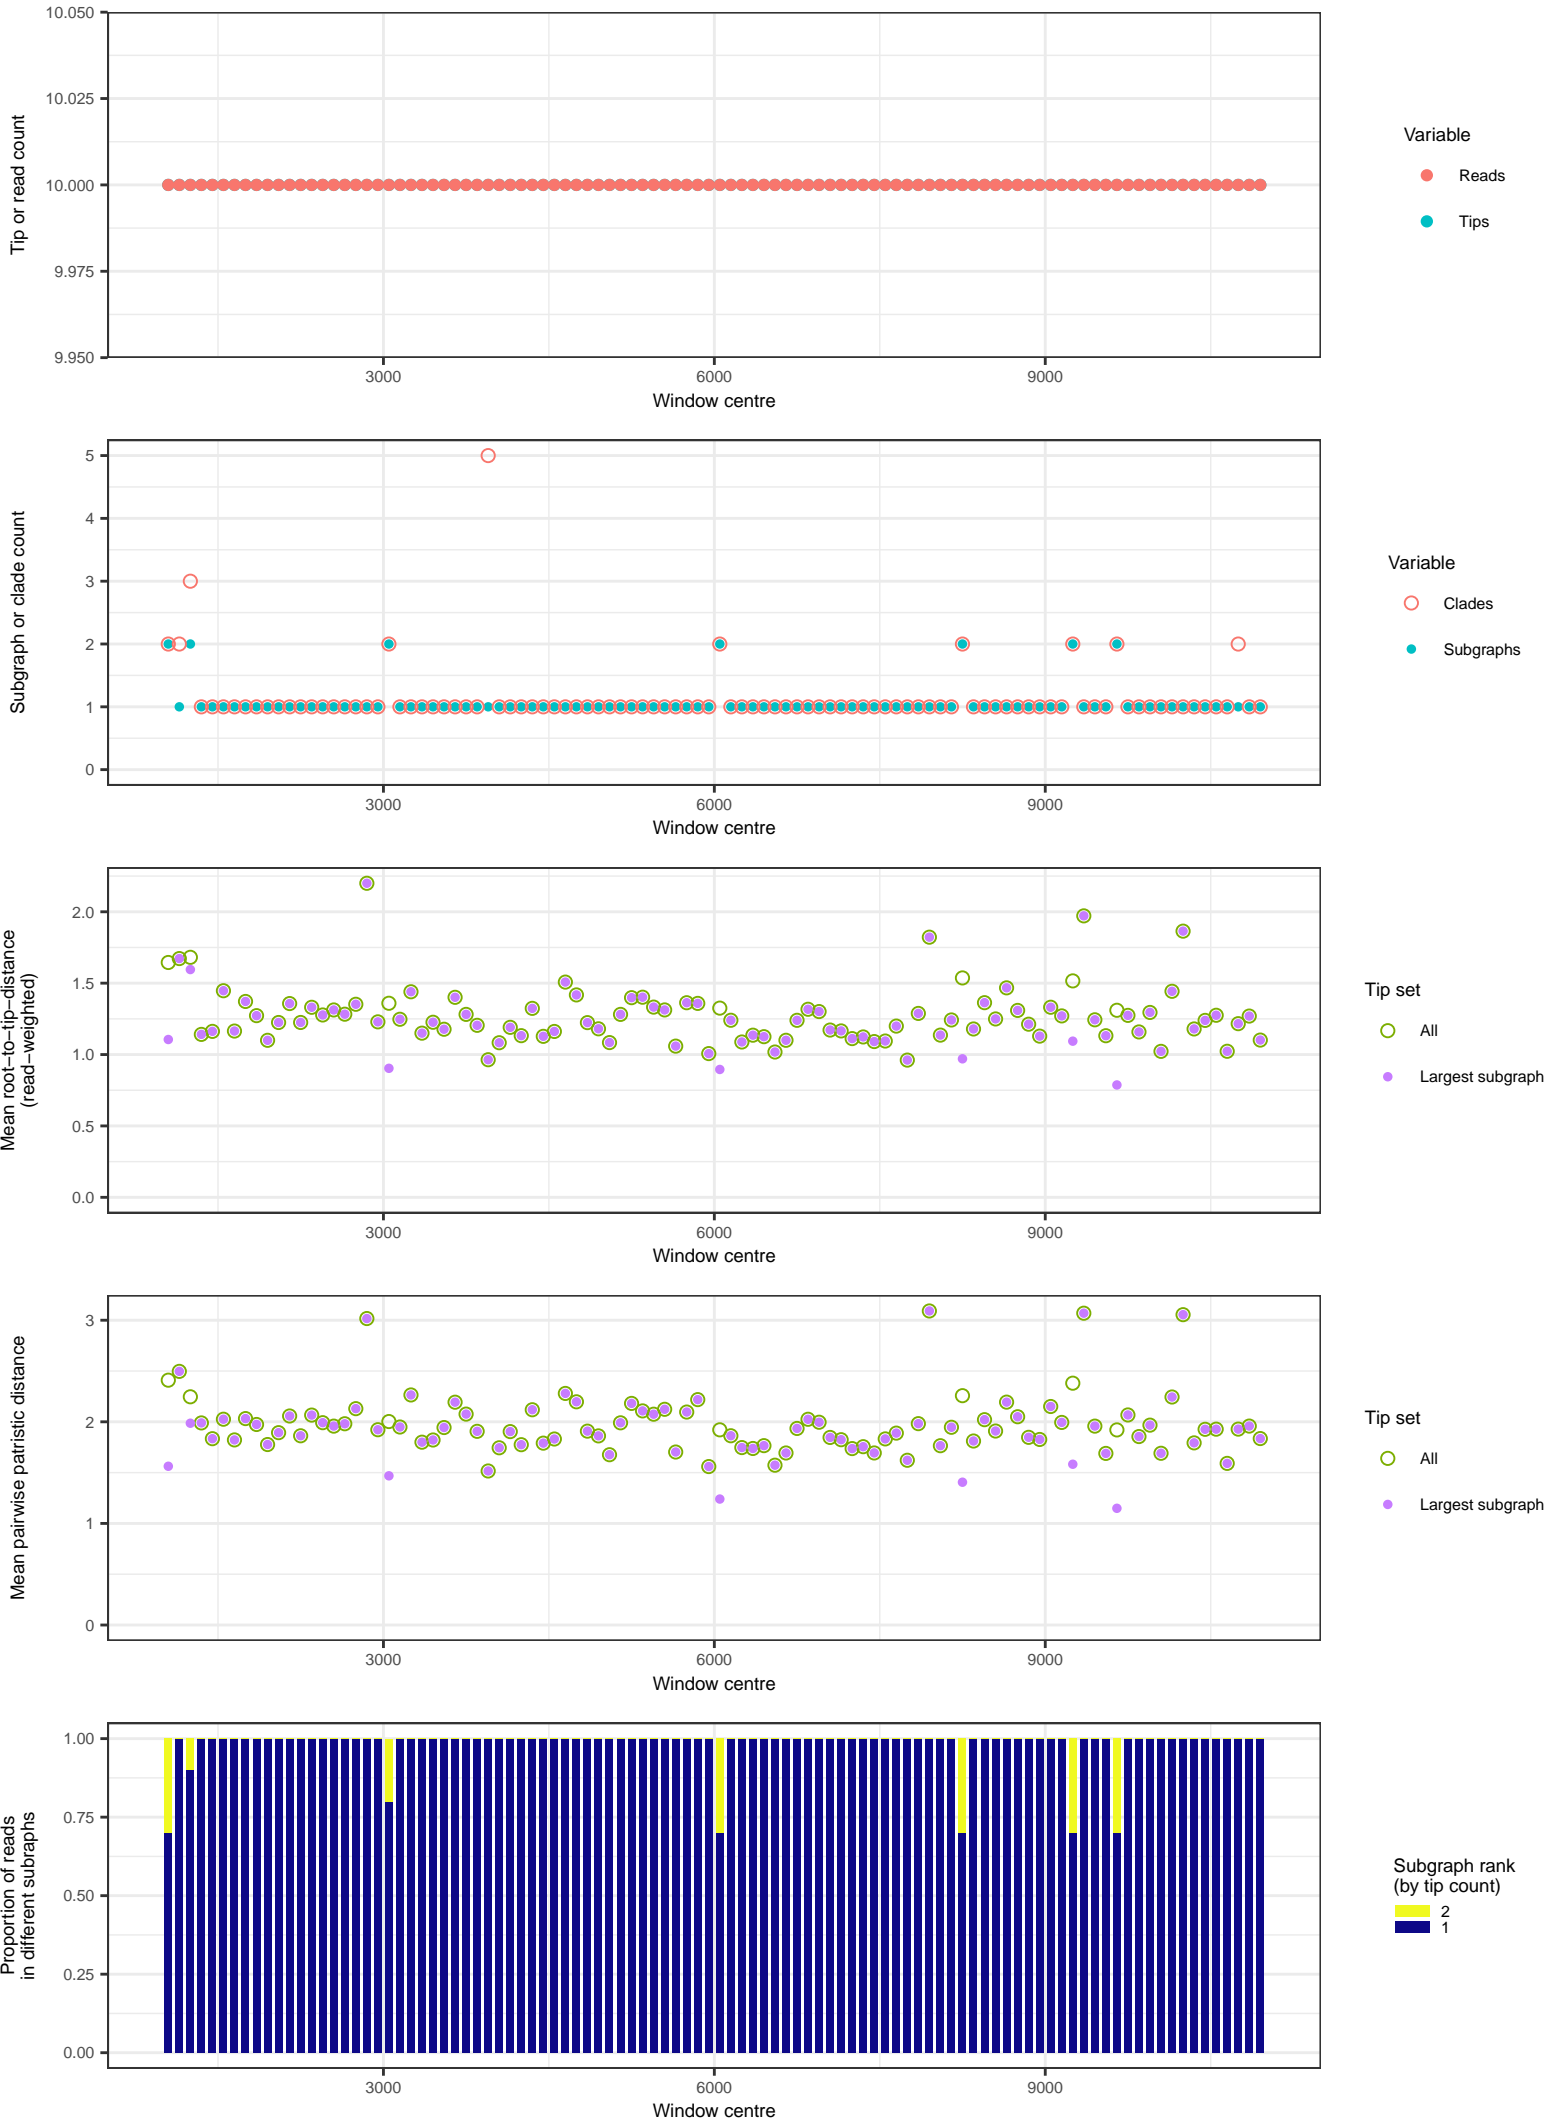 10.050
10.025
10.000
9.975
9.950
Tip or read count
3000 6000 9000
Window centre
Variable
Reads
Tips
5
4
3
2
1
0
Subgraph or clade count
3000 6000 9000
Window centre
Variable
Clades
Subgraphs
2.0
1.5
1.0
0.5
0.0
Mean root−to−tip−distance
(read−weighted)
3000 6000 9000
Window centre
Tip set
All
Largest subgraph
3
2
1
0
Mean pairwise patristic distance
3000 6000 9000
Window centre
Tip set
All
Largest subgraph
1.00
0.75
0.50
0.25
0.00
Proportion of reads
in different subraphs
3000 6000 9000
Window centre
Subgraph rank
(by tip count)
2
1